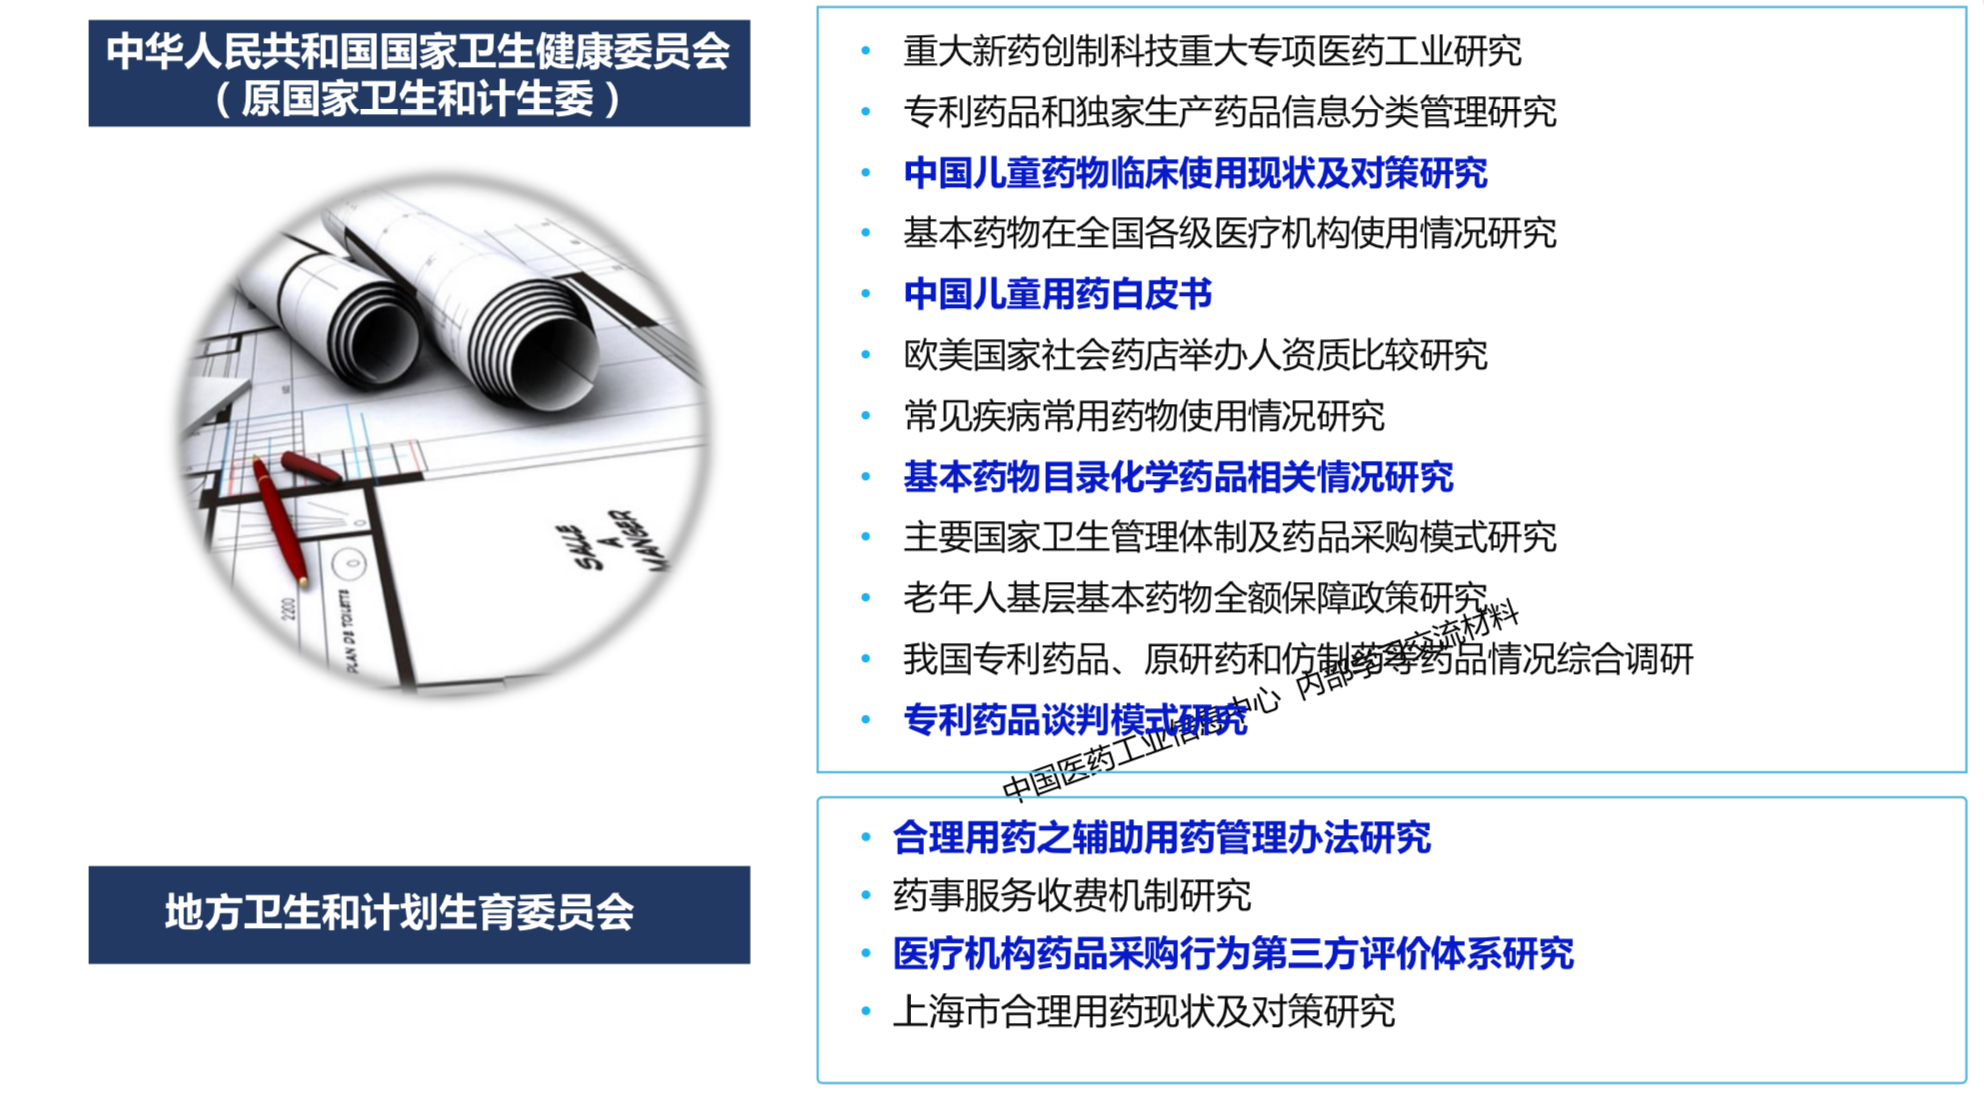 中华人民共和国国家卫生健康委员会
（原国家卫生和计生委）
重大新药创制科技重大专项医药工业研究
专利药品和独家生产药品信息分类管理研究
中国儿童药物临床使用现状及对策研究
基本药物在全国各级医疗机构使用情况研究
中国儿童用药白皮书
欧美国家社会药店举办人资质比较研究
常见疾病常用药物使用情况研究
基本药物目录化学药品相关情况研究
主要国家卫生管理体制及药品采购模式研究
老年人基层基本药物全额保障政策研究
我国专利药品、原研药和仿制药等药品情况综合调研
专利药品谈判模式研究
中国医药工业信息中心 内部学习交流材料
SALLE
A
MANGER
2200
PLAN DE TOILETTE
地方卫生和计划生育委员会
合理用药之辅助用药管理办法研究
药事服务收费机制研究
医疗机构药品采购行为第三方评价体系研究
上海市合理用药现状及对策研究